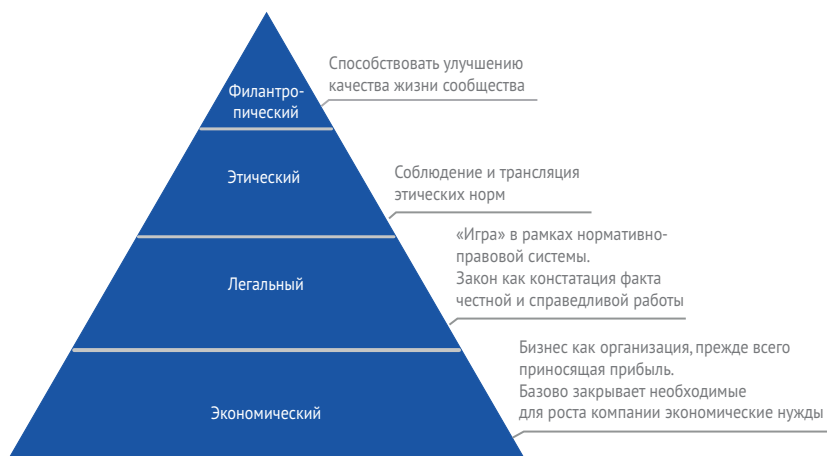 Филантро-
пический
Способствовать улучшению
качества жизни сообщества
Этический
Соблюдение и трансляция
этических норм
Легальный
«Игра» в рамках нормативно-
правовой системы.
Закон как констатация факта
честной и справедливой работы
Экономический
Бизнес как организация, прежде всего
приносящая прибыль.
Базово закрывает необходимые
для роста компании экономические нужды